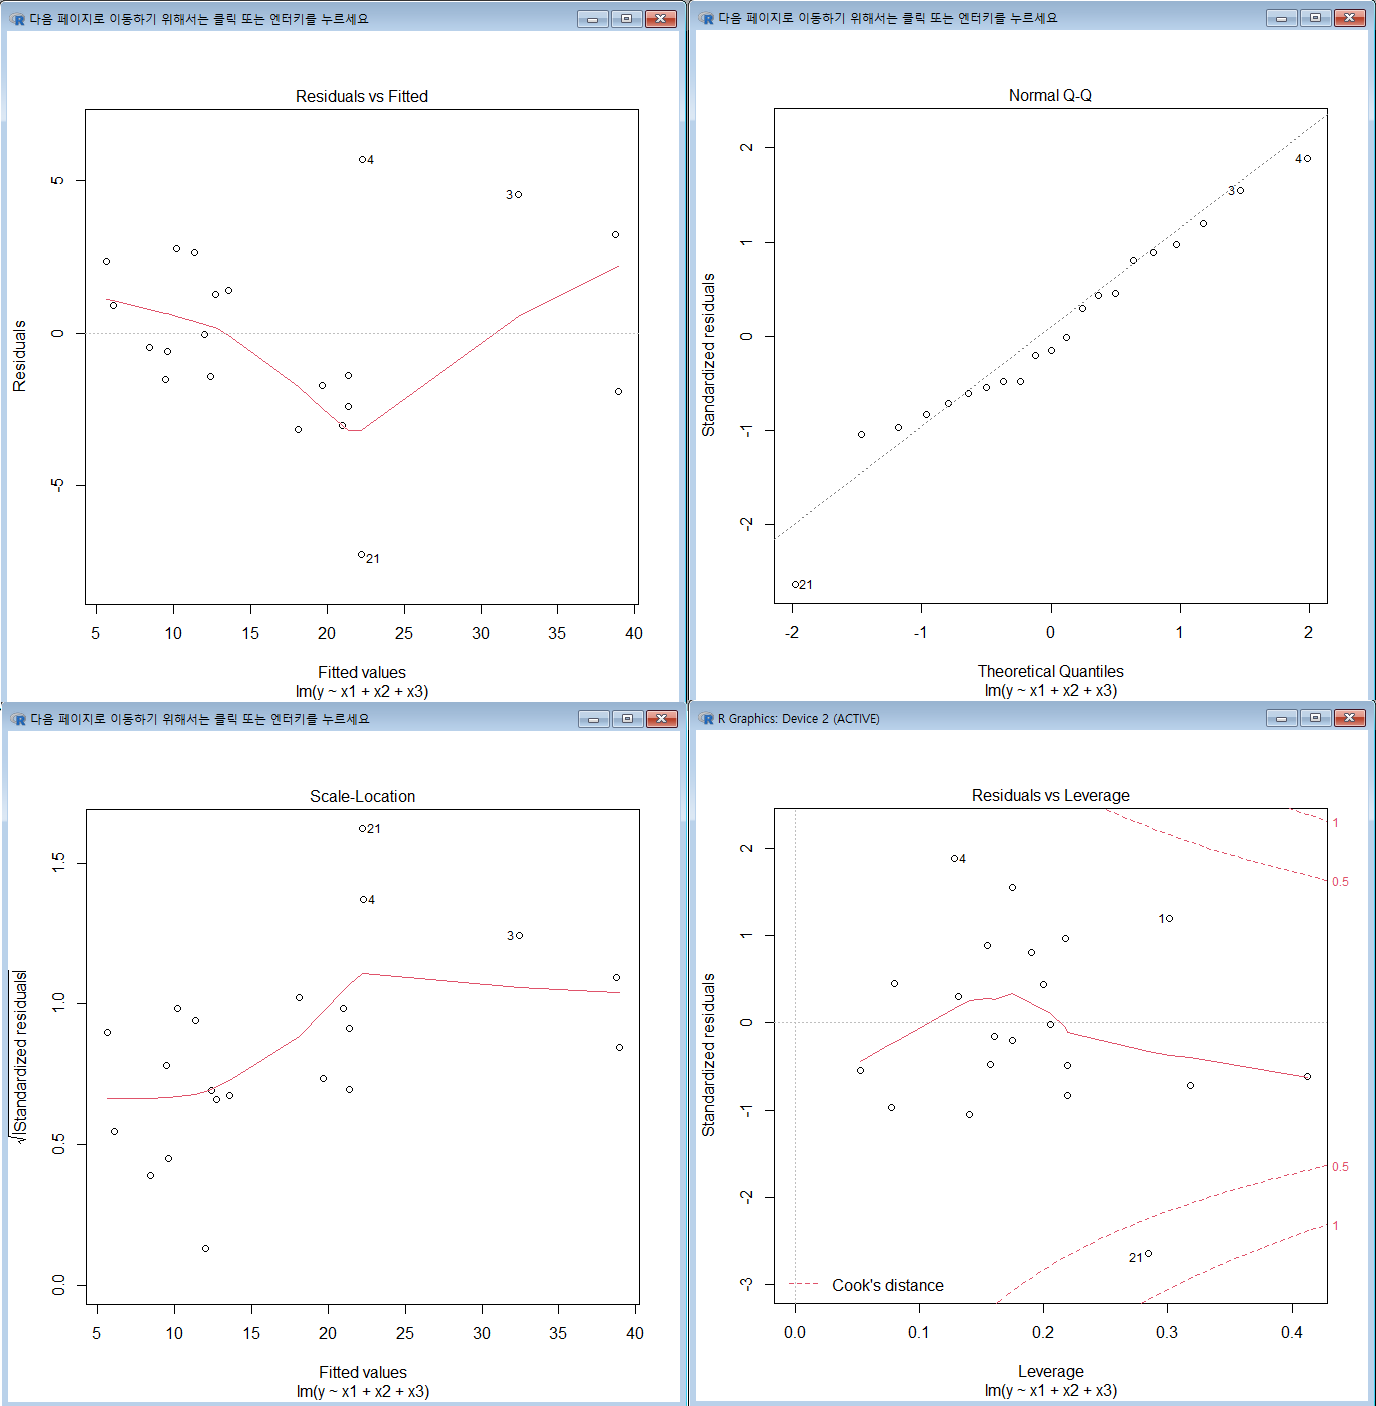 다음 페이지로 이동하기 위해서는 클릭 또는 엔터키를 누르세요
Residuals vs Fitted
4
3
21
5
0
-5
Residuals
5 10 15 20 25 30 35 40
Fitted values
lm(y ~ x1 + x2 + x3)
다음 페이지로 이동하기 위해서는 클릭 또는 엔터키를 누르세요
Normal Q-Q
4
3
21
2
1
0
-1
-2
Standardized residuals
-2 -1 0 1 2
Theoretical Quantiles
lm(y ~ x1 + x2 + x3)
다음 페이지로 이동하기 위해서는 클릭 또는 엔터키를 누르세요
Scale-Location
21
4
3
1.5
1.0
0.5
0.0
√|Standardized residuals|
5 10 15 20 25 30 35 40
Fitted values
lm(y ~ x1 + x2 + x3)
R Graphics: Device 2 (ACTIVE)
Residuals vs Leverage
1
0.5
4
1
0.5
1
21
Cook's distance
2
1
0
-1
-2
-3
Standardized residuals
0.0 0.1 0.2 0.3 0.4
Leverage
lm(y ~ x1 + x2 + x3)